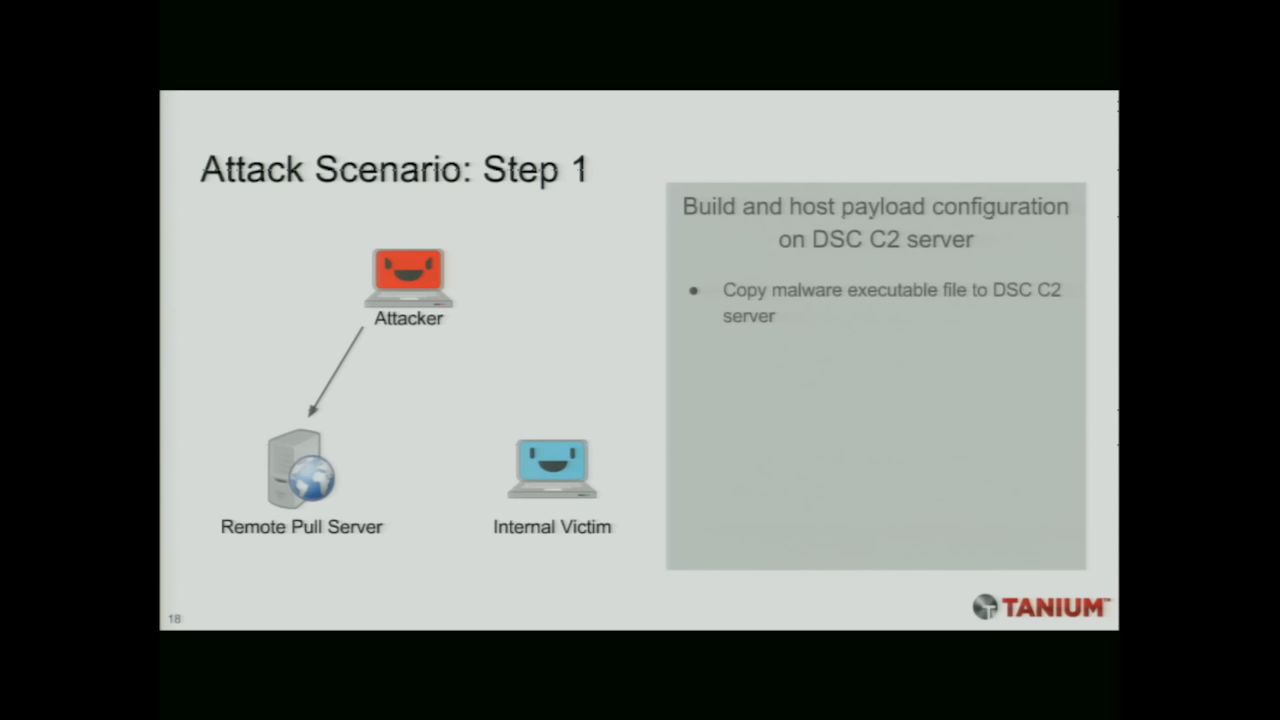 Attack Scenario: Step 1
Build and host payload configuration
on DSC C2 server
● Copy malware executable file to DSC C2
server
Attacker
Remote Pull Server
Internal Victim
18
TANIUM™